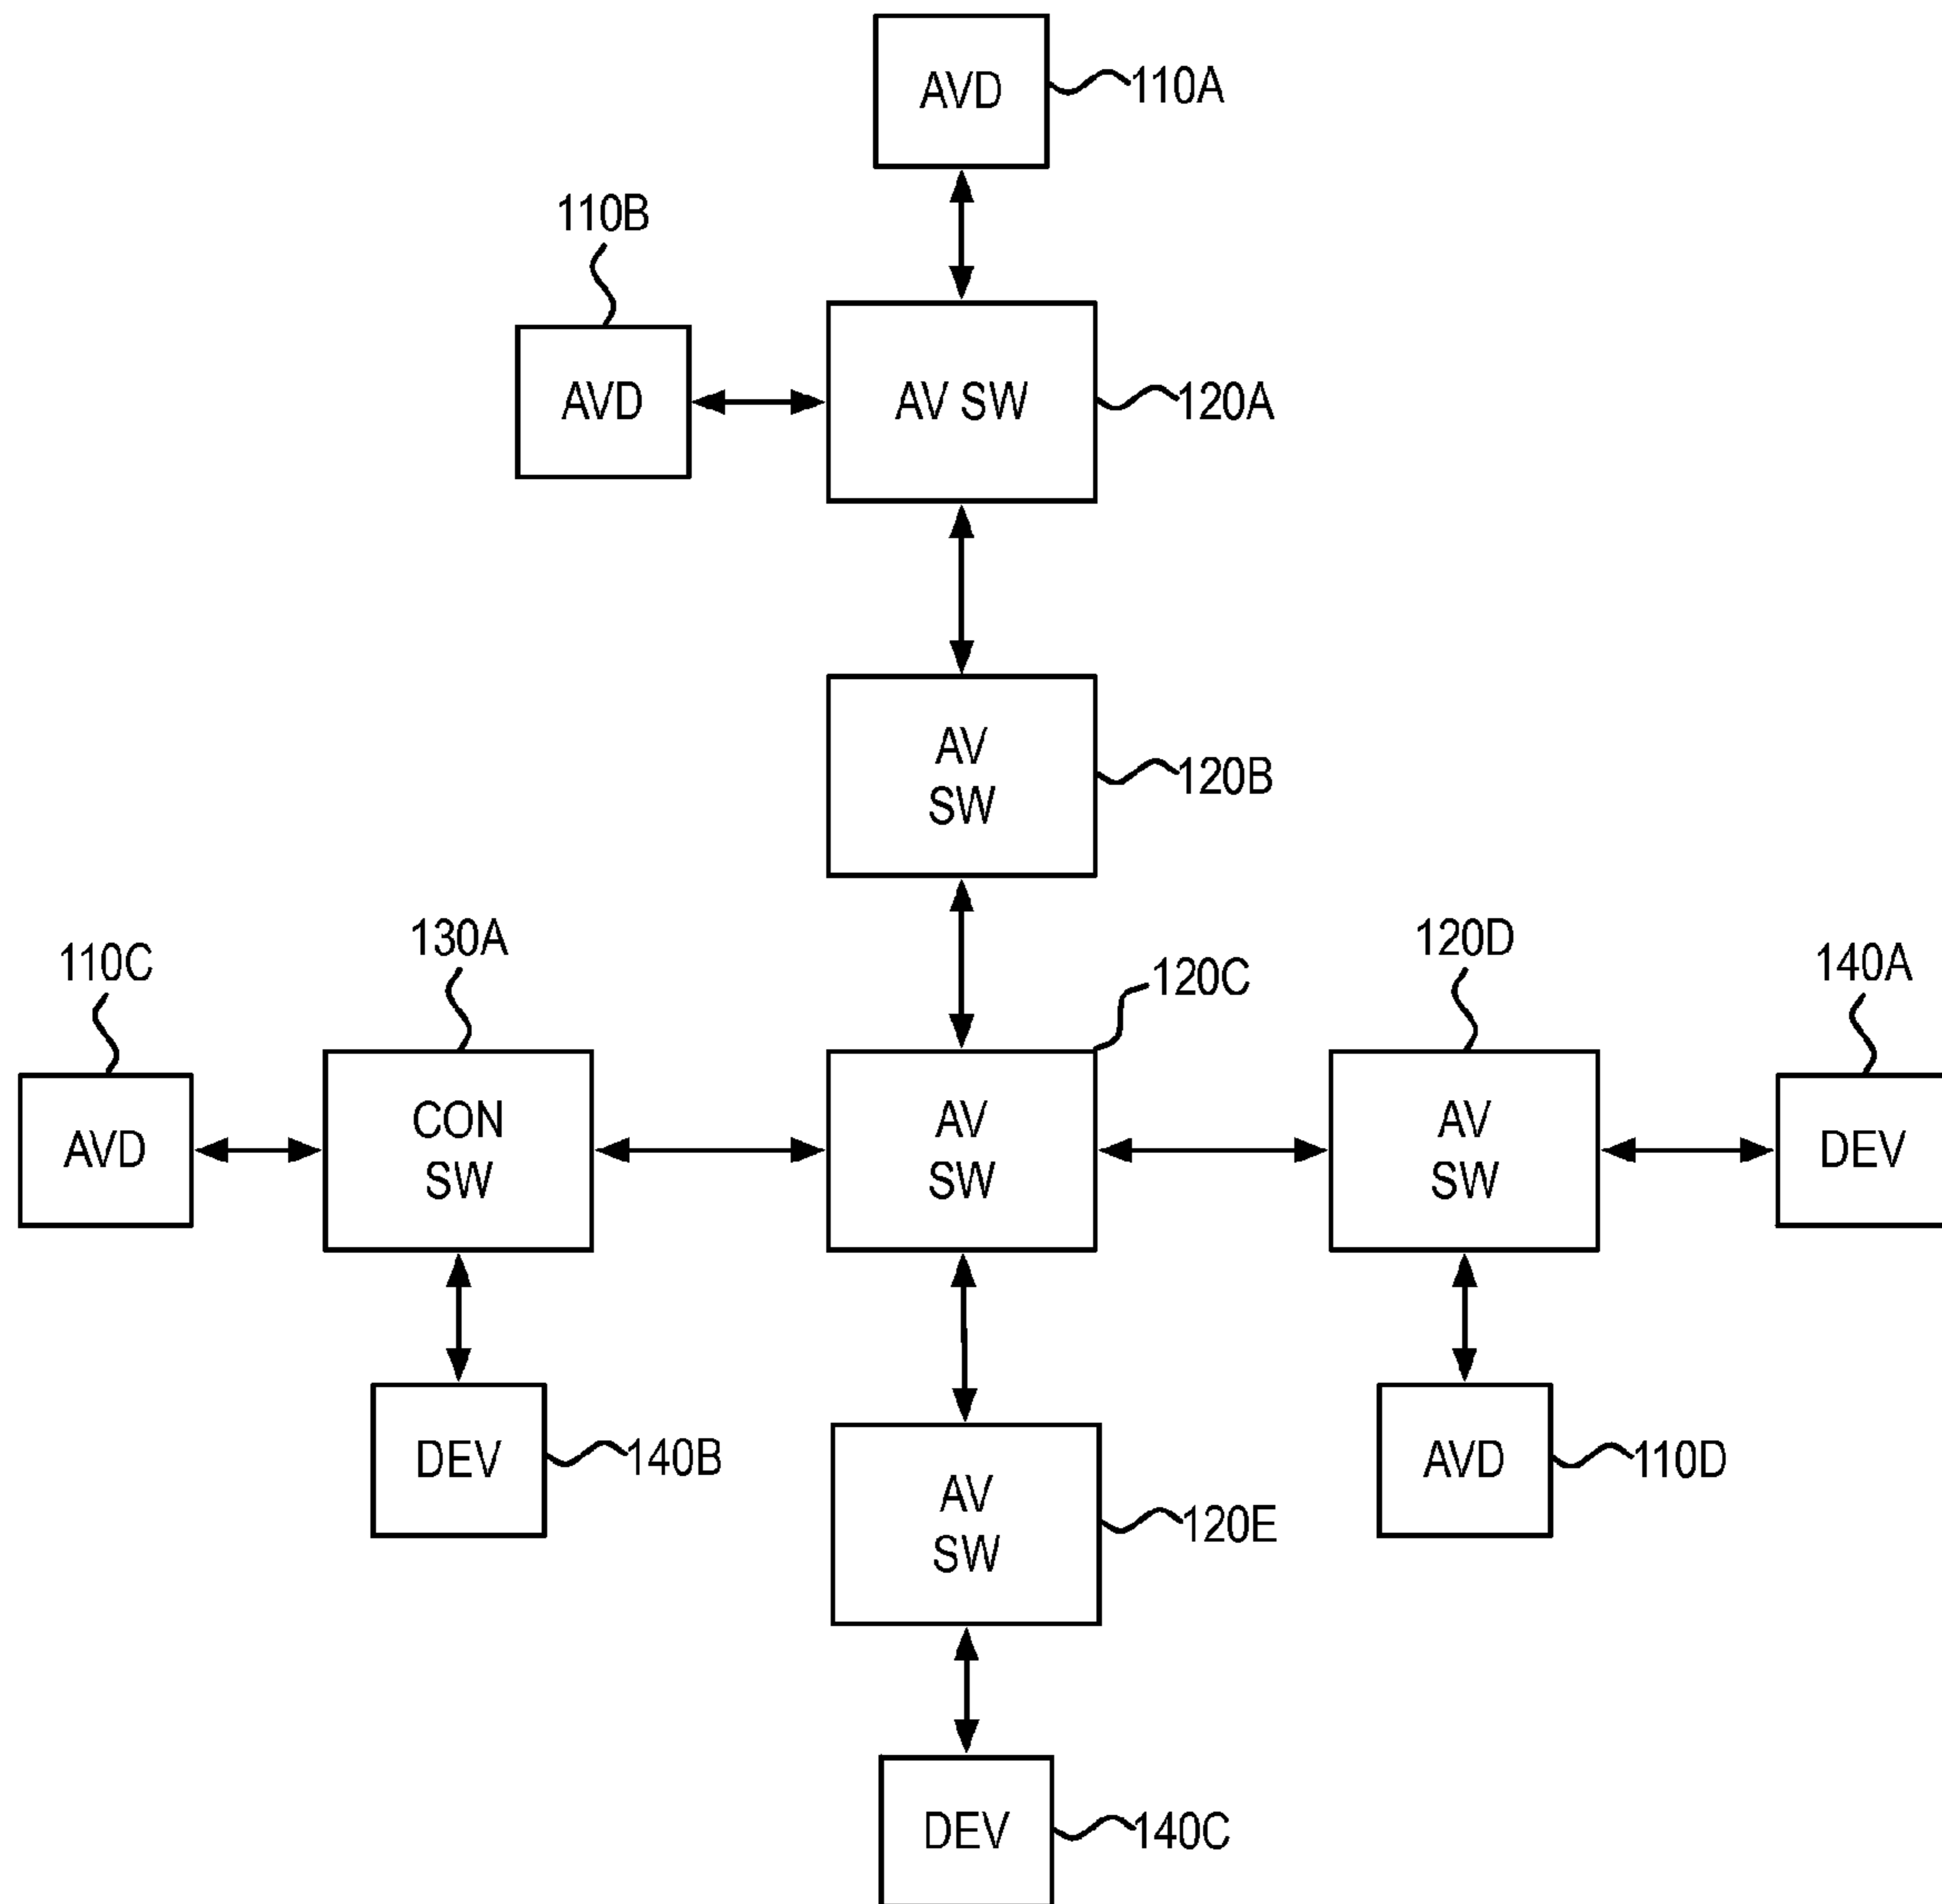 AVD
110A
110B
AVD
AV SW
120A
AV
SW
120B
110C
130A
120C
120D
140A
AVD
CON
SW
AV
SW
AV
SW
DEV
DEV
140B
AV
SW
120E
AVD
110D
DEV
140C